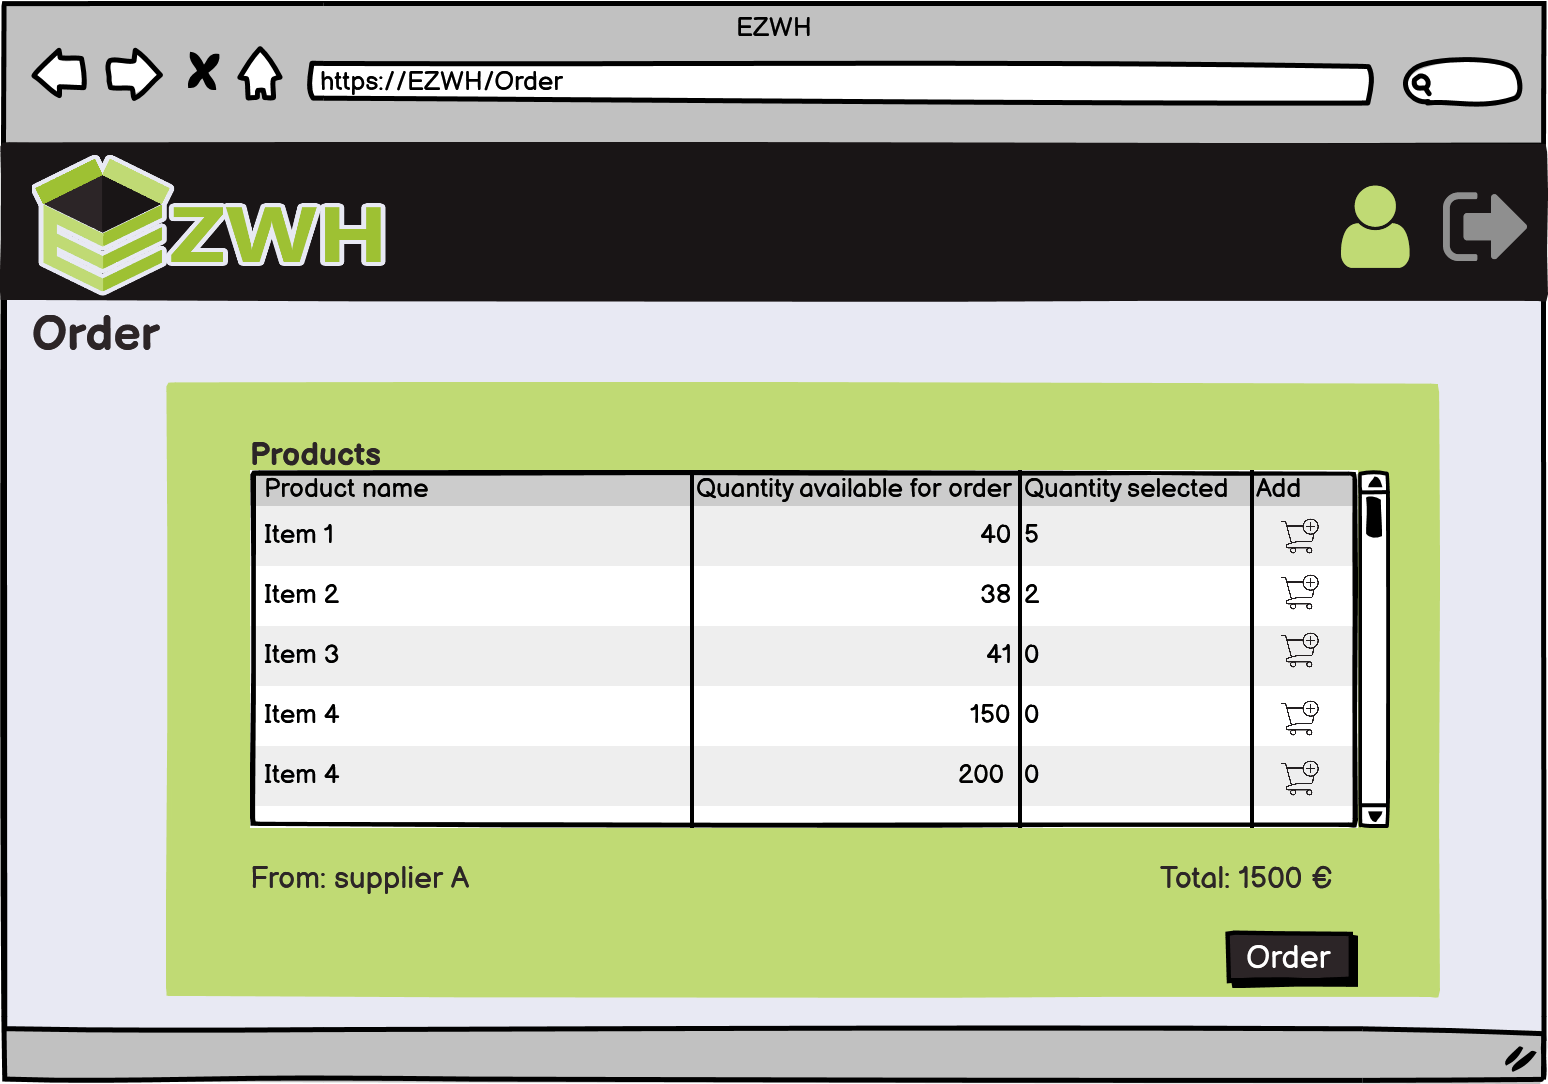 EZWH
https://EZWH/Order
EZWH
Order
Products
Product name Quantity available for order Quantity selected Add
Item 1 40 5
Item 2 38 2
Item 3 41 0
Item 4 150 0
Item 4 200 0
From: supplier A Total: 1500 €
Order